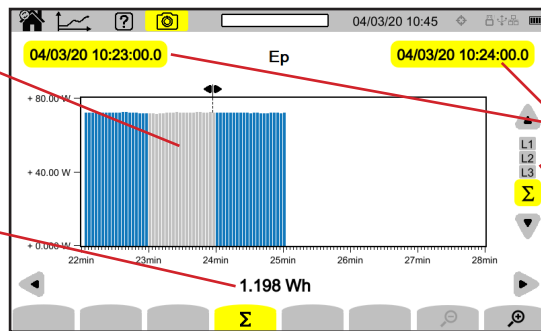 ? 04/03/20 10:45
04/03/20 10:23:00.0 Ep 04/03/20 10:24:00.0
+ 80.00 W
+ 40.00 W
+ 0.000 W
L1
L2
L3
Σ
22min 23min 24min 25min 26min 27min 28min
1.198 Wh
Σ